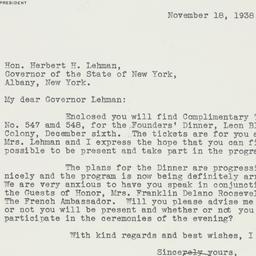 PRESIDENT
November 18, 1938
Hon. Herbert H. Lehman,
Governor of the State of New York,
Albany, New York.
My dear Governor Lehman:
Enclosed you will find Complimentary
No. 547 and 548, for the Founders' Dinner, Leon
Colony, December sixth. The tickets are for you
Mrs. Lehman and I express the hope that you can
possible to be present and take part in the
The plans for the Dinner are
nicely and the program is now being definitely
We are very anxious to have you speak in
the Guests of Honor, Mrs. Franklin Delano Roosevel
The French Ambassador. Will you please advise me
or not you will be present and whether or not you
participate in the ceremonies of the evening?
With kind regards and best wishes, I
Sincerely yours,